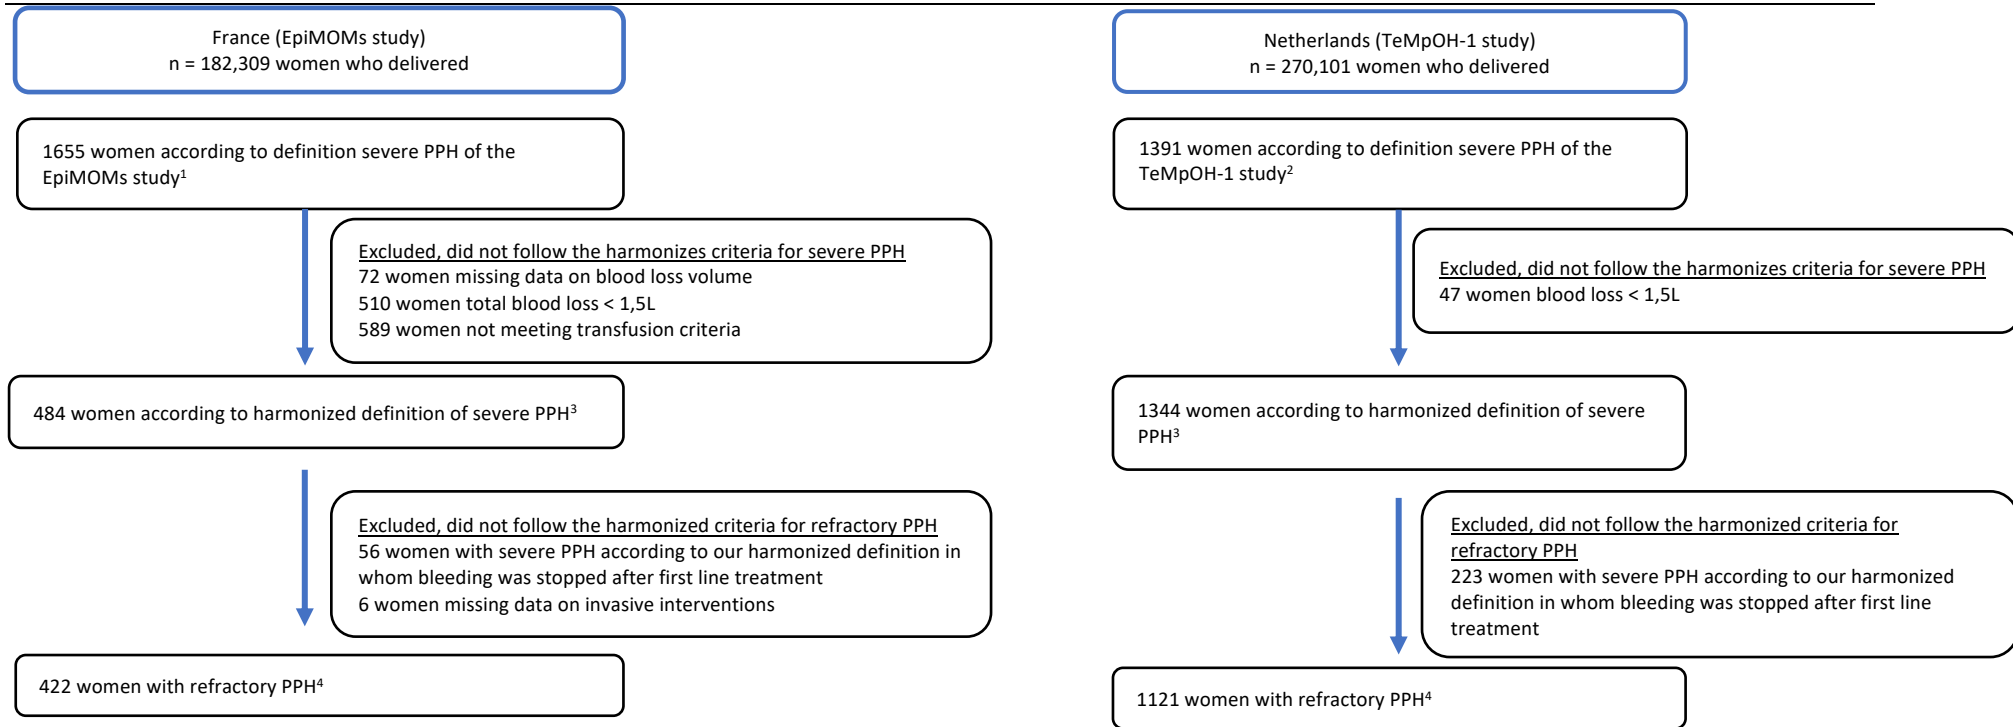 France (EpiMOMs study)
n = 182,309 women who delivered
1655 women according to definition severe PPH of the
EpiMOMs study¹
Excluded, did not follow the harmonizes criteria for severe PPH
72 women missing data on blood loss volume
510 women total blood loss < 1,5L
589 women not meeting transfusion criteria
484 women according to harmonized definition of severe PPH³
Excluded, did not follow the harmonized criteria for refractory PPH
56 women with severe PPH according to our harmonized definition in
whom bleeding was stopped after first line treatment
6 women missing data on invasive interventions
422 women with refractory PPH⁴
Netherlands (TeMpOH-1 study)
n = 270,101 women who delivered
1391 women according to definition severe PPH of the
TeMpOH-1 study²
Excluded, did not follow the harmonizes criteria for severe PPH
47 women blood loss < 1,5L
1344 women according to harmonized definition of severe
PPH³
Excluded, did not follow the harmonized criteria for
refractory PPH
223 women with severe PPH according to our harmonized
definition in whom bleeding was stopped after first line
treatment
1121 women with refractory PPH⁴